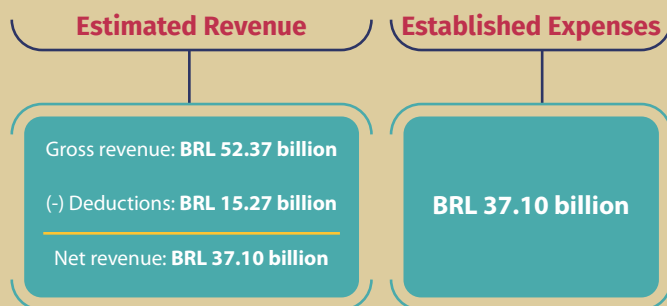 Estimated Revenue
Established Expenses
Gross revenue: BRL 52.37 billion
(-) Deductions: BRL 15.27 billion
Net revenue: BRL 37.10 billion
BRL 37.10 billion